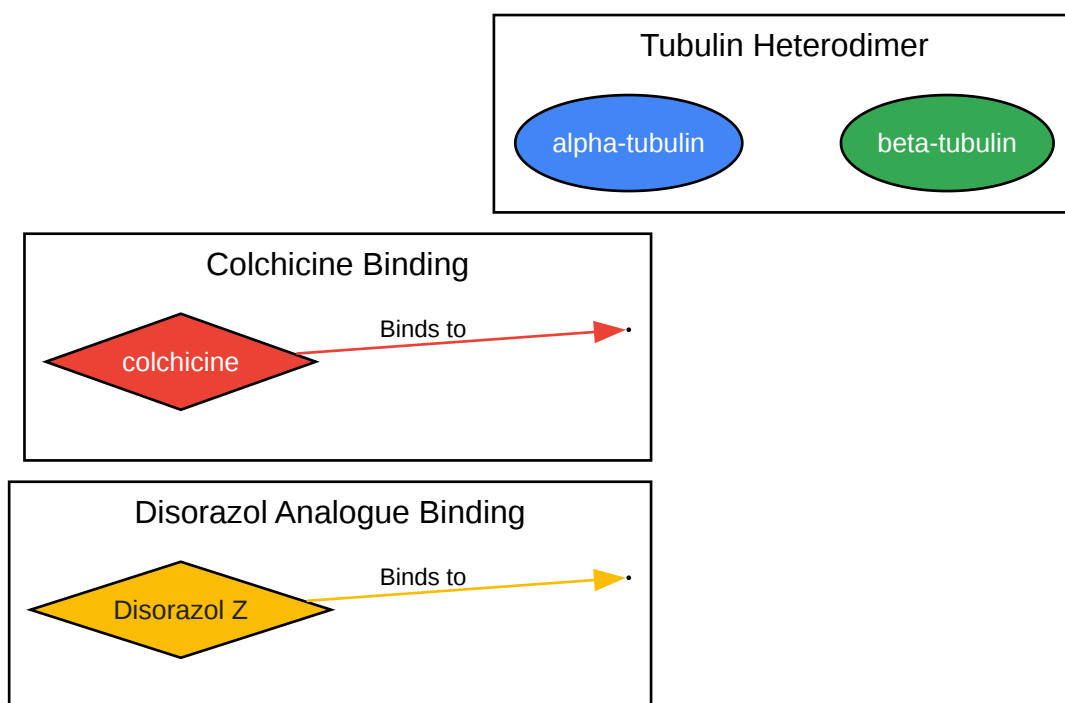 Tubulin Heterodimer
alpha-tubulin
beta-tubulin
Colchicine Binding
Binds to
colchicine
Disorazol Analogue Binding
Binds to
Disorazol Z